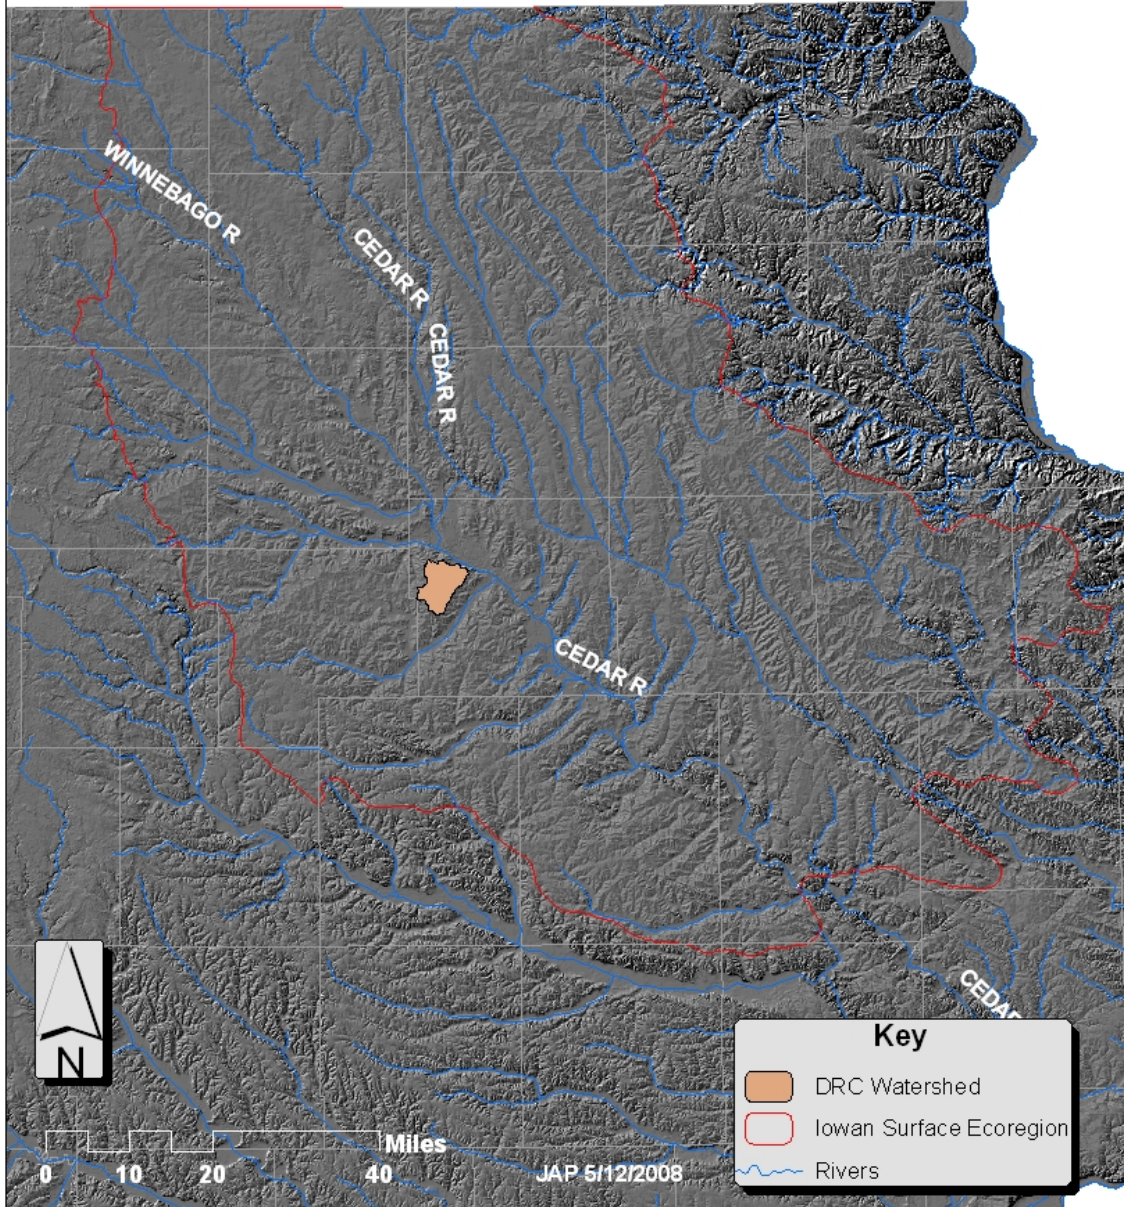 WINNEBAGO R
CEDAR R
CEDAR R
CEDAR R
CEDAR
Key
DRC Watershed
Iowan Surface Ecoregion
Rivers
N
Miles
0 10 20 40
JAP 5/12/2008